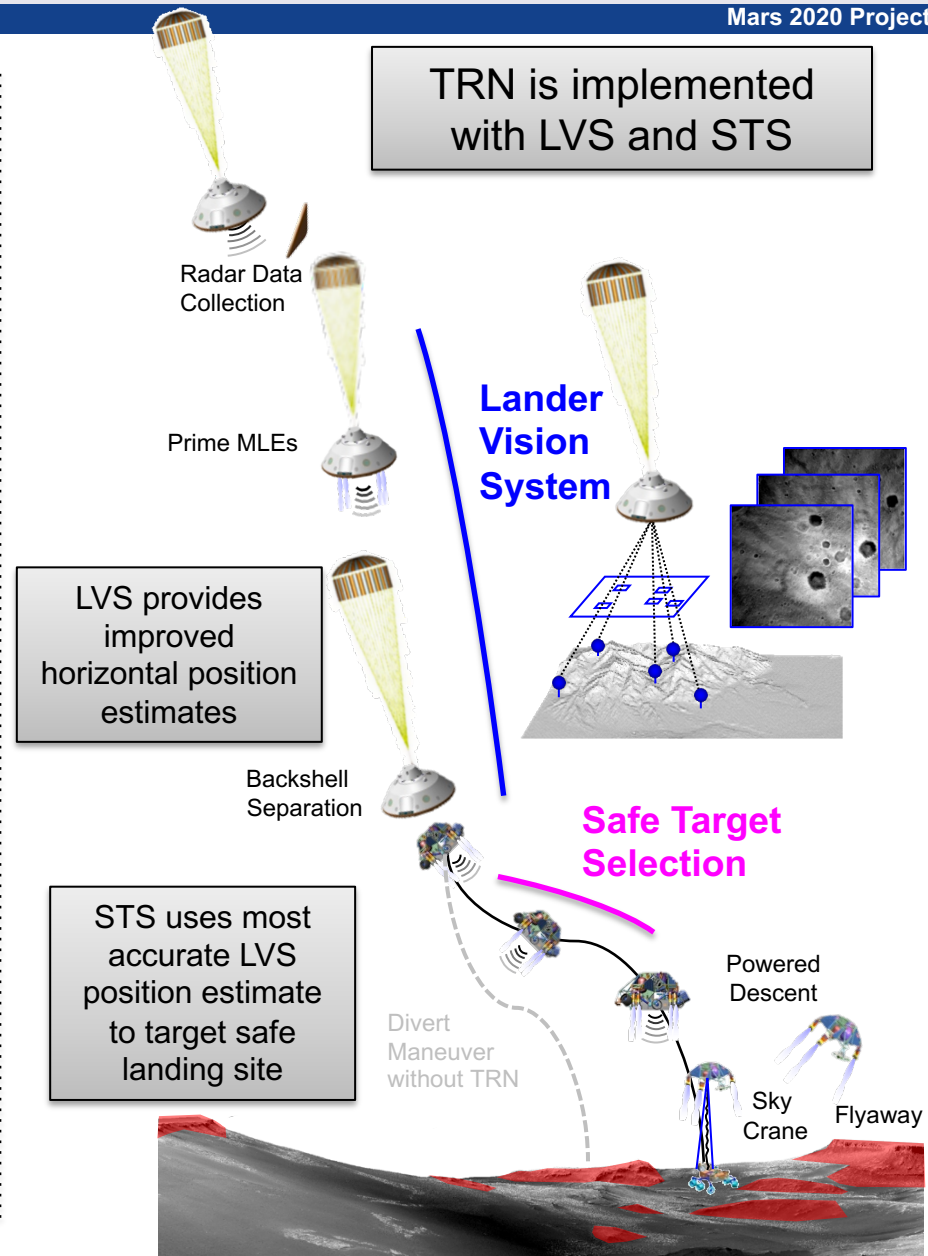 Mars 2020 Project
TRN is implemented
with LVS and STS
Radar Data
Collection
Prime MLEs
Lander
Vision
System
LVS provides
improved
horizontal position
estimates
Backshell
Separation
Safe Target
Selection
STS uses most
accurate LVS
position estimate
to target safe
landing site
Divert
Maneuver
without TRN
Powered
Descent
Sky
Crane
Flyaway